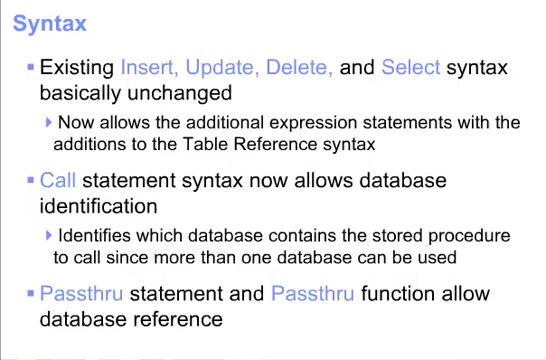 Syntax
Existing Insert, Update, Delete, and Select syntax
basically unchanged
Now allows the additional expression statements with the
additions to the Table Reference syntax
Call statement syntax now allows database
identification
Identifies which database contains the stored procedure
to call since more than one database can be used
Passthru statement and Passthru function allow
database reference